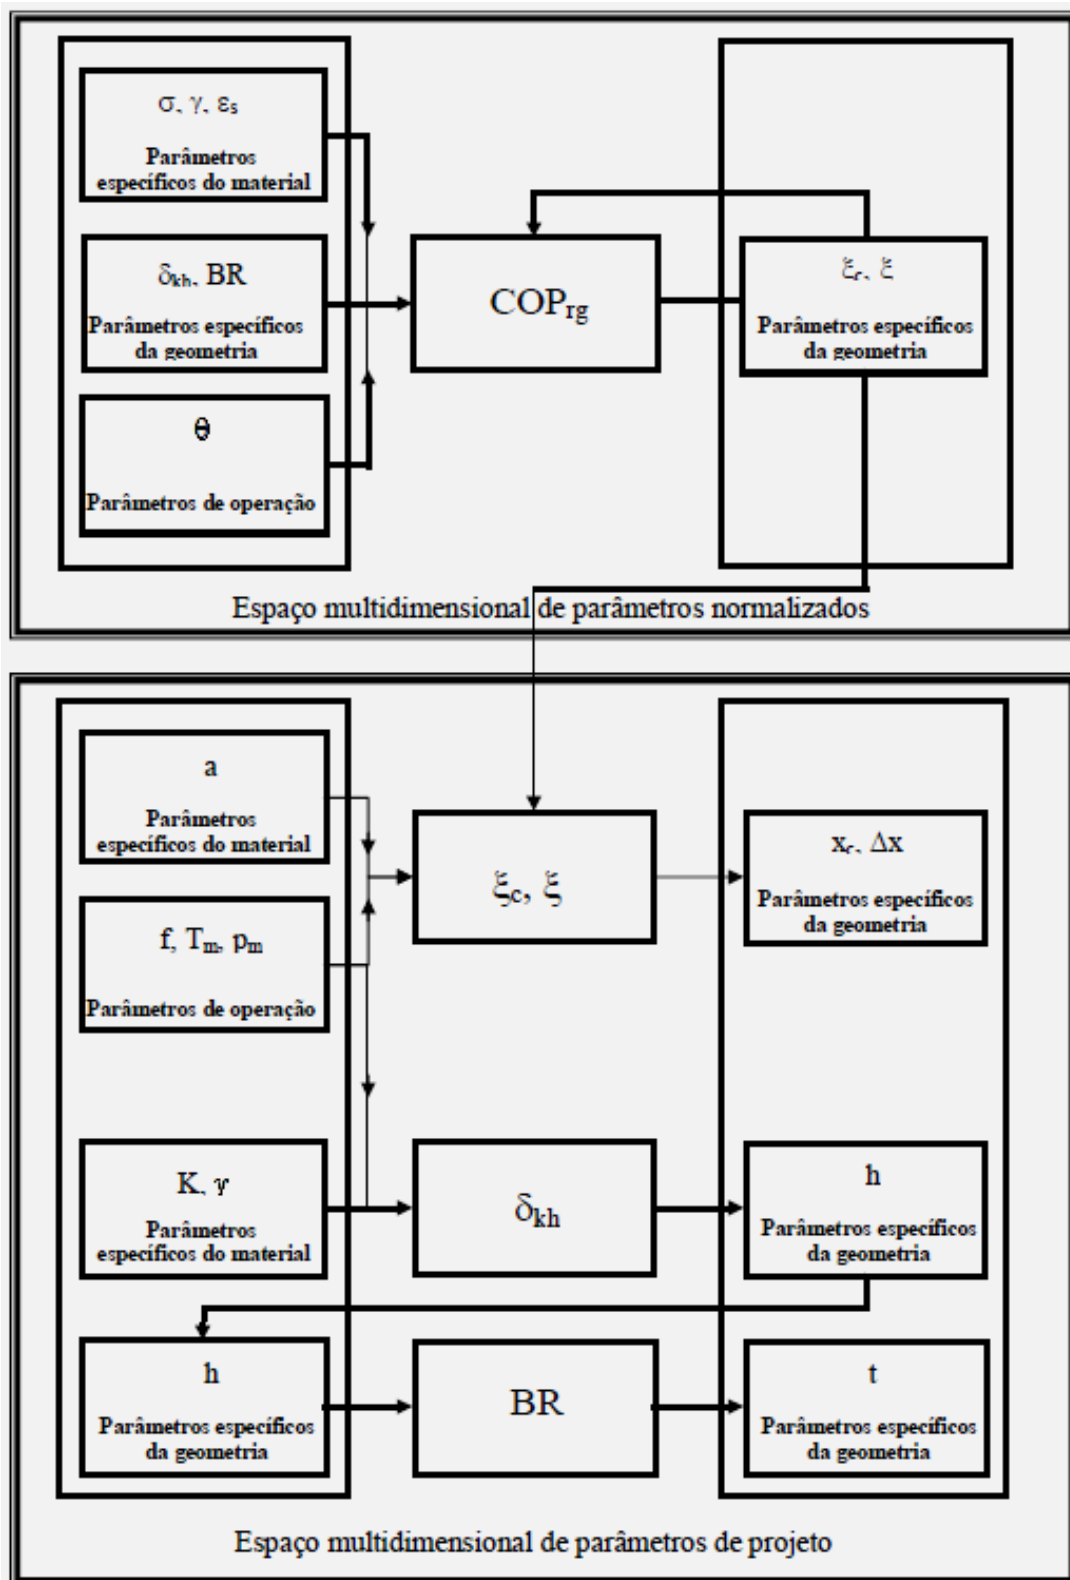 σ, γ, εs
Parâmetros
específicos do material
δkh, BR
Parâmetros específicos
da geometria
θ
Parâmetros de operação
COPrg
ξc, ξ
Parâmetros específicos
da geometria
Espaço multidimensional de parâmetros normalizados
a
Parâmetros
específicos do material
f, Tm, pm
Parâmetros de operação
ξc, ξ
xc, Δx
Parâmetros específicos
da geometria
K, γ
Parâmetros
específicos do material
δkh
h
Parâmetros específicos
da geometria
h
Parâmetros específicos
da geometria
BR
t
Parâmetros específicos
da geometria
Espaço multidimensional de parâmetros de projeto